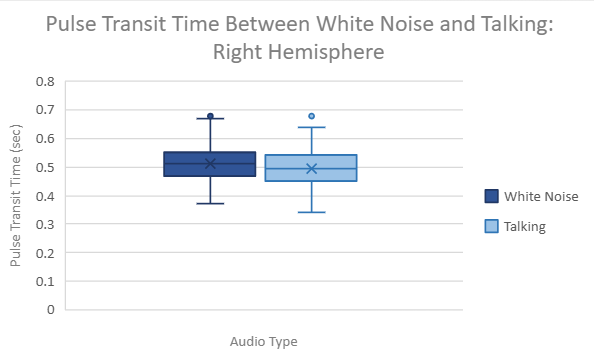 Pulse Transit Time Between White Noise and Talking:
Right Hemisphere
Pulse Transit Time (sec)
0.8
0.7
0.6
0.5
0.4
0.3
0.2
0.1
0
White Noise
Talking
Audio Type